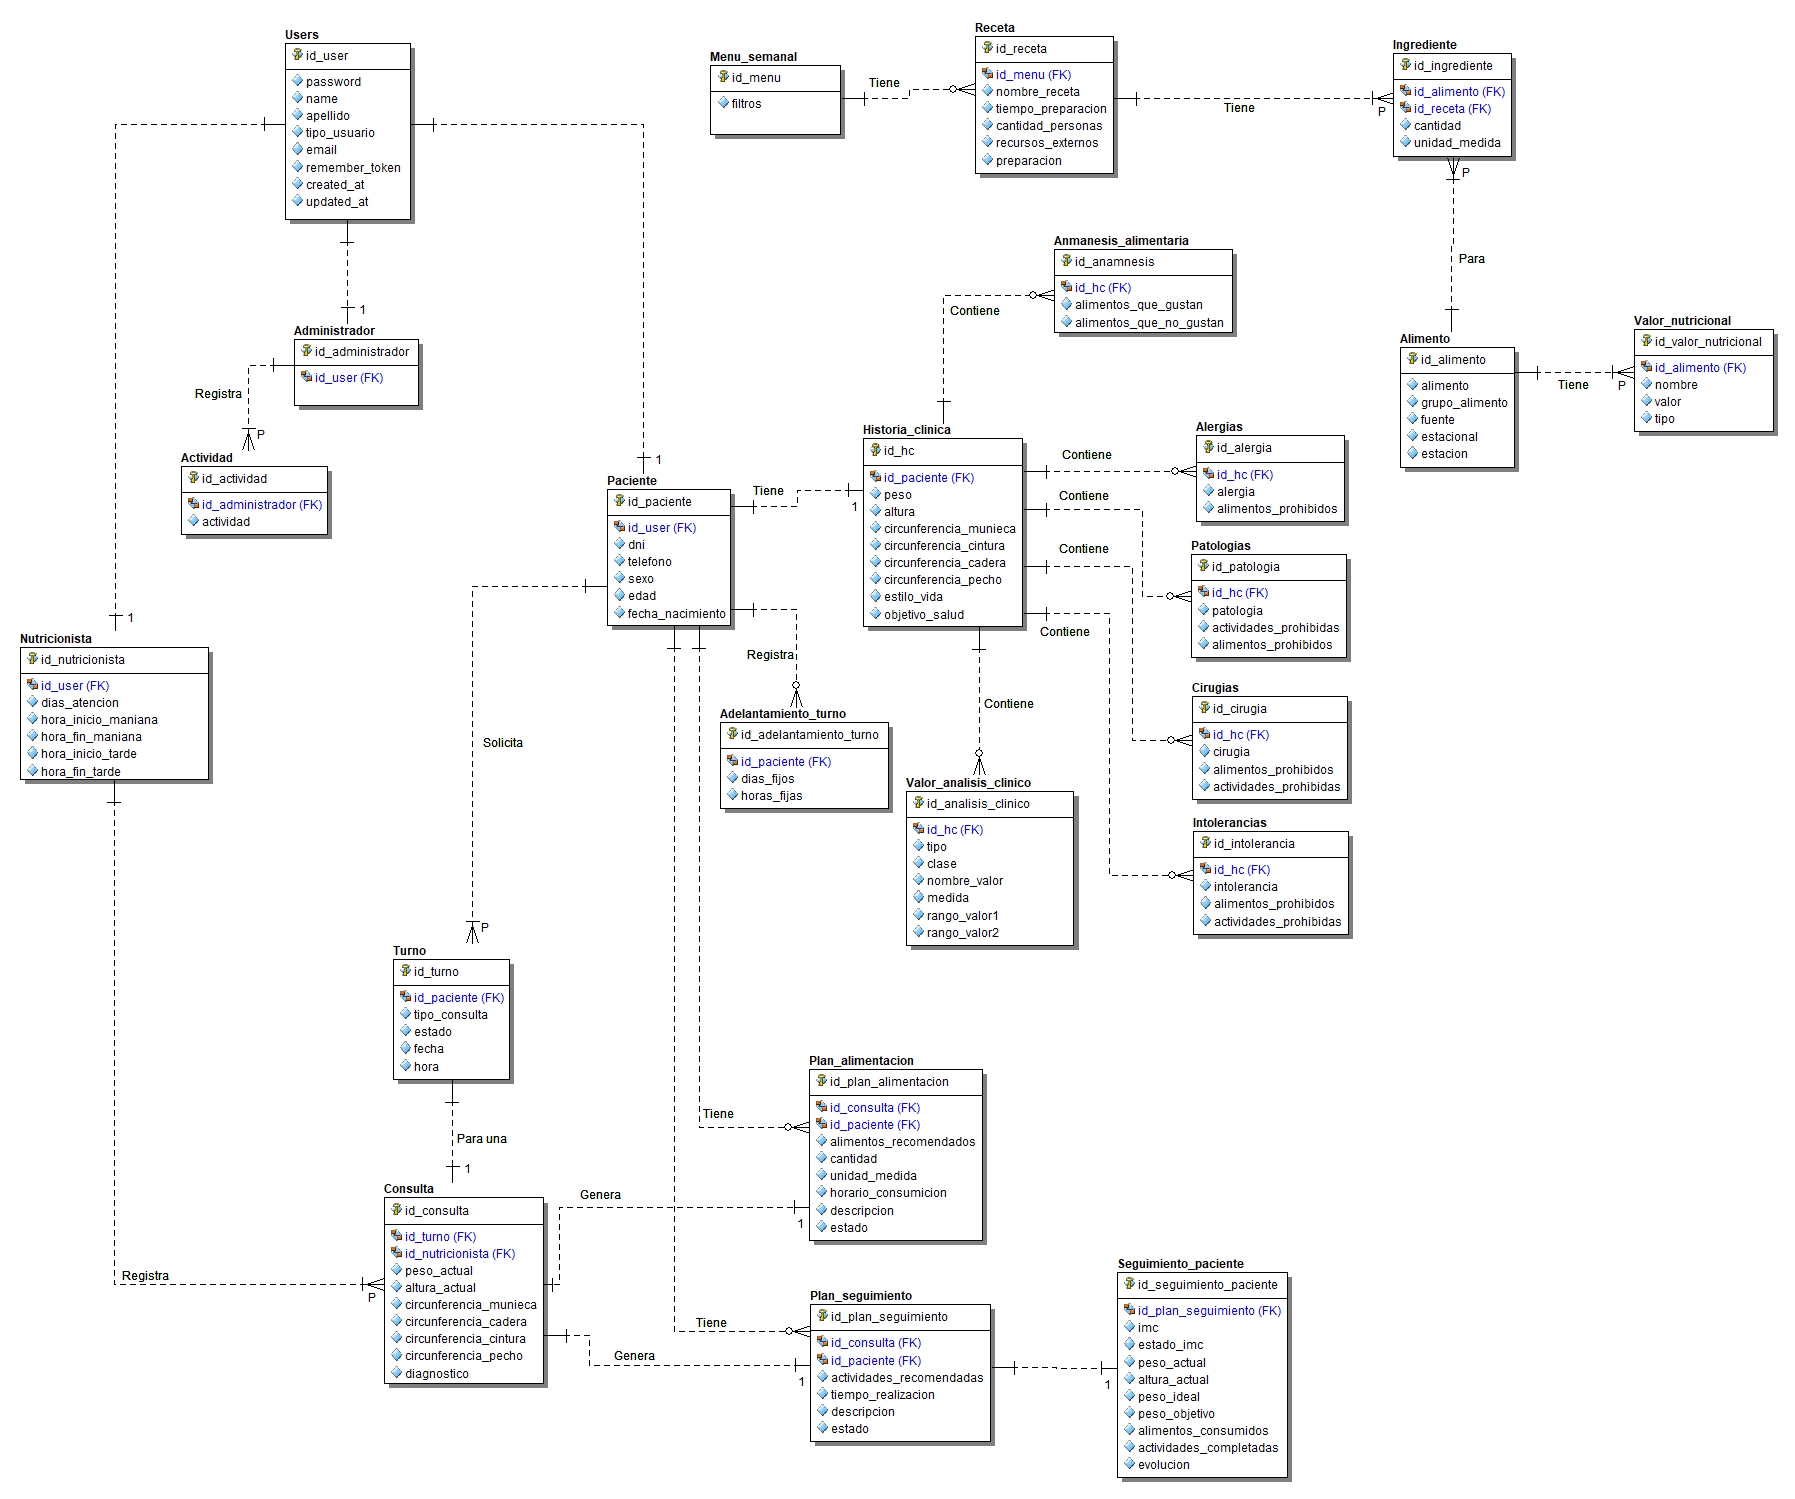 Users
id_user
password
name
apellido
tipo_usuario
email
remember_token
created_at
updated_at
1
Administrador
id_administrador
id_user (FK)
Registra
P
Actividad
id_actividad
id_administrador (FK)
actividad
1
Nutricionista
id_nutricionista
id_user (FK)
dias_atencion
hora_inicio_maniana
hora_fin_maniana
hora_inicio_tarde
hora_fin_tarde
Registra
P
1
Paciente
id_paciente
id_user (FK)
dni
telefono
sexo
edad
fecha_nacimiento
Tiene
1
Registra
Adelantamiento_turno
id_adelantamiento_turno
id_paciente (FK)
dias_fijos
horas_fijas
Solicita
P
Turno
id_turno
id_paciente (FK)
tipo_consulta
estado
fecha
hora
Para una
1
Consulta
id_consulta
id_turno (FK)
id_nutricionista (FK)
peso_actual
altura_actual
circunferencia_munieca
circunferencia_cadera
circunferencia_cintura
circunferencia_pecho
diagnostico
Genera
1
Genera
1
Tiene
Plan_alimentacion
id_plan_alimentacion
id_consulta (FK)
id_paciente (FK)
alimentos_recomendados
cantidad
unidad_medida
horario_consumicion
descripcion
estado
Tiene
Plan_seguimiento
id_plan_seguimiento
id_consulta (FK)
id_paciente (FK)
actividades_recomendadas
tiempo_realizacion
descripcion
estado
1
Seguimiento_paciente
id_seguimiento_paciente
id_plan_seguimiento (FK)
imc
estado_imc
peso_actual
altura_actual
peso_ideal
peso_objetivo
alimentos_consumidos
actividades_completadas
evolucion
Menu_semanal
id_menu
filtros
Tiene
Receta
id_receta
id_menu (FK)
nombre_receta
tiempo_preparacion
cantidad_personas
recursos_externos
preparacion
Tiene
P
Ingrediente
id_ingrediente
id_alimento (FK)
id_receta (FK)
cantidad
unidad_medida
P
Para
Alimento
id_alimento
alimento
grupo_alimento
fuente
estacional
estacion
Tiene
P
Valor_nutricional
id_valor_nutricional
id_alimento (FK)
nombre
valor
tipo
Anmanesis_alimentaria
id_anamnesis
id_hc (FK)
alimentos_que_gustan
alimentos_que_no_gustan
Contiene
Historia_clinica
id_hc
id_paciente (FK)
peso
altura
circunferencia_munieca
circunferencia_cintura
circunferencia_cadera
circunferencia_pecho
estilo_vida
objetivo_salud
Contiene
Contiene
Contiene
Contiene
Contiene
Alergias
id_alergia
id_hc (FK)
alergia
alimentos_prohibidos
Patologias
id_patologia
id_hc (FK)
patologia
actividades_prohibidas
alimentos_prohibidos
Cirugias
id_cirugia
id_hc (FK)
cirugia
alimentos_prohibidos
actividades_prohibidas
Intolerancias
id_intolerancia
id_hc (FK)
intolerancia
alimentos_prohibidos
actividades_prohibidas
Valor_analisis_clinico
id_analisis_clinico
id_hc (FK)
tipo
clase
nombre_valor
medida
rango_valor1
rango_valor2